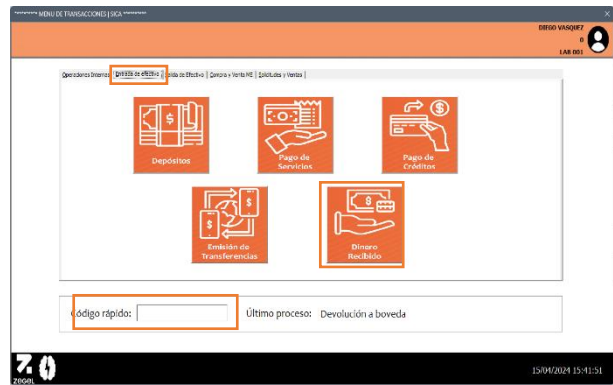 ********* MENU DE TRANSACCIONES | SICA *********
DIEGO VASQUEZ
0
LAB 001
Operadores Internas | Entrada de efectivo | Salida de Efectivo | Compra y Venta ME | Solicitudes y Ventas |
Depósitos
Pago de
Servicios
Pago de
Créditos
Emisión de
Transferencias
Dinero
Recibido
Código rápido:
Último proceso: Devolución a boveda
ZEGEL
15/04/2024 15:41:51